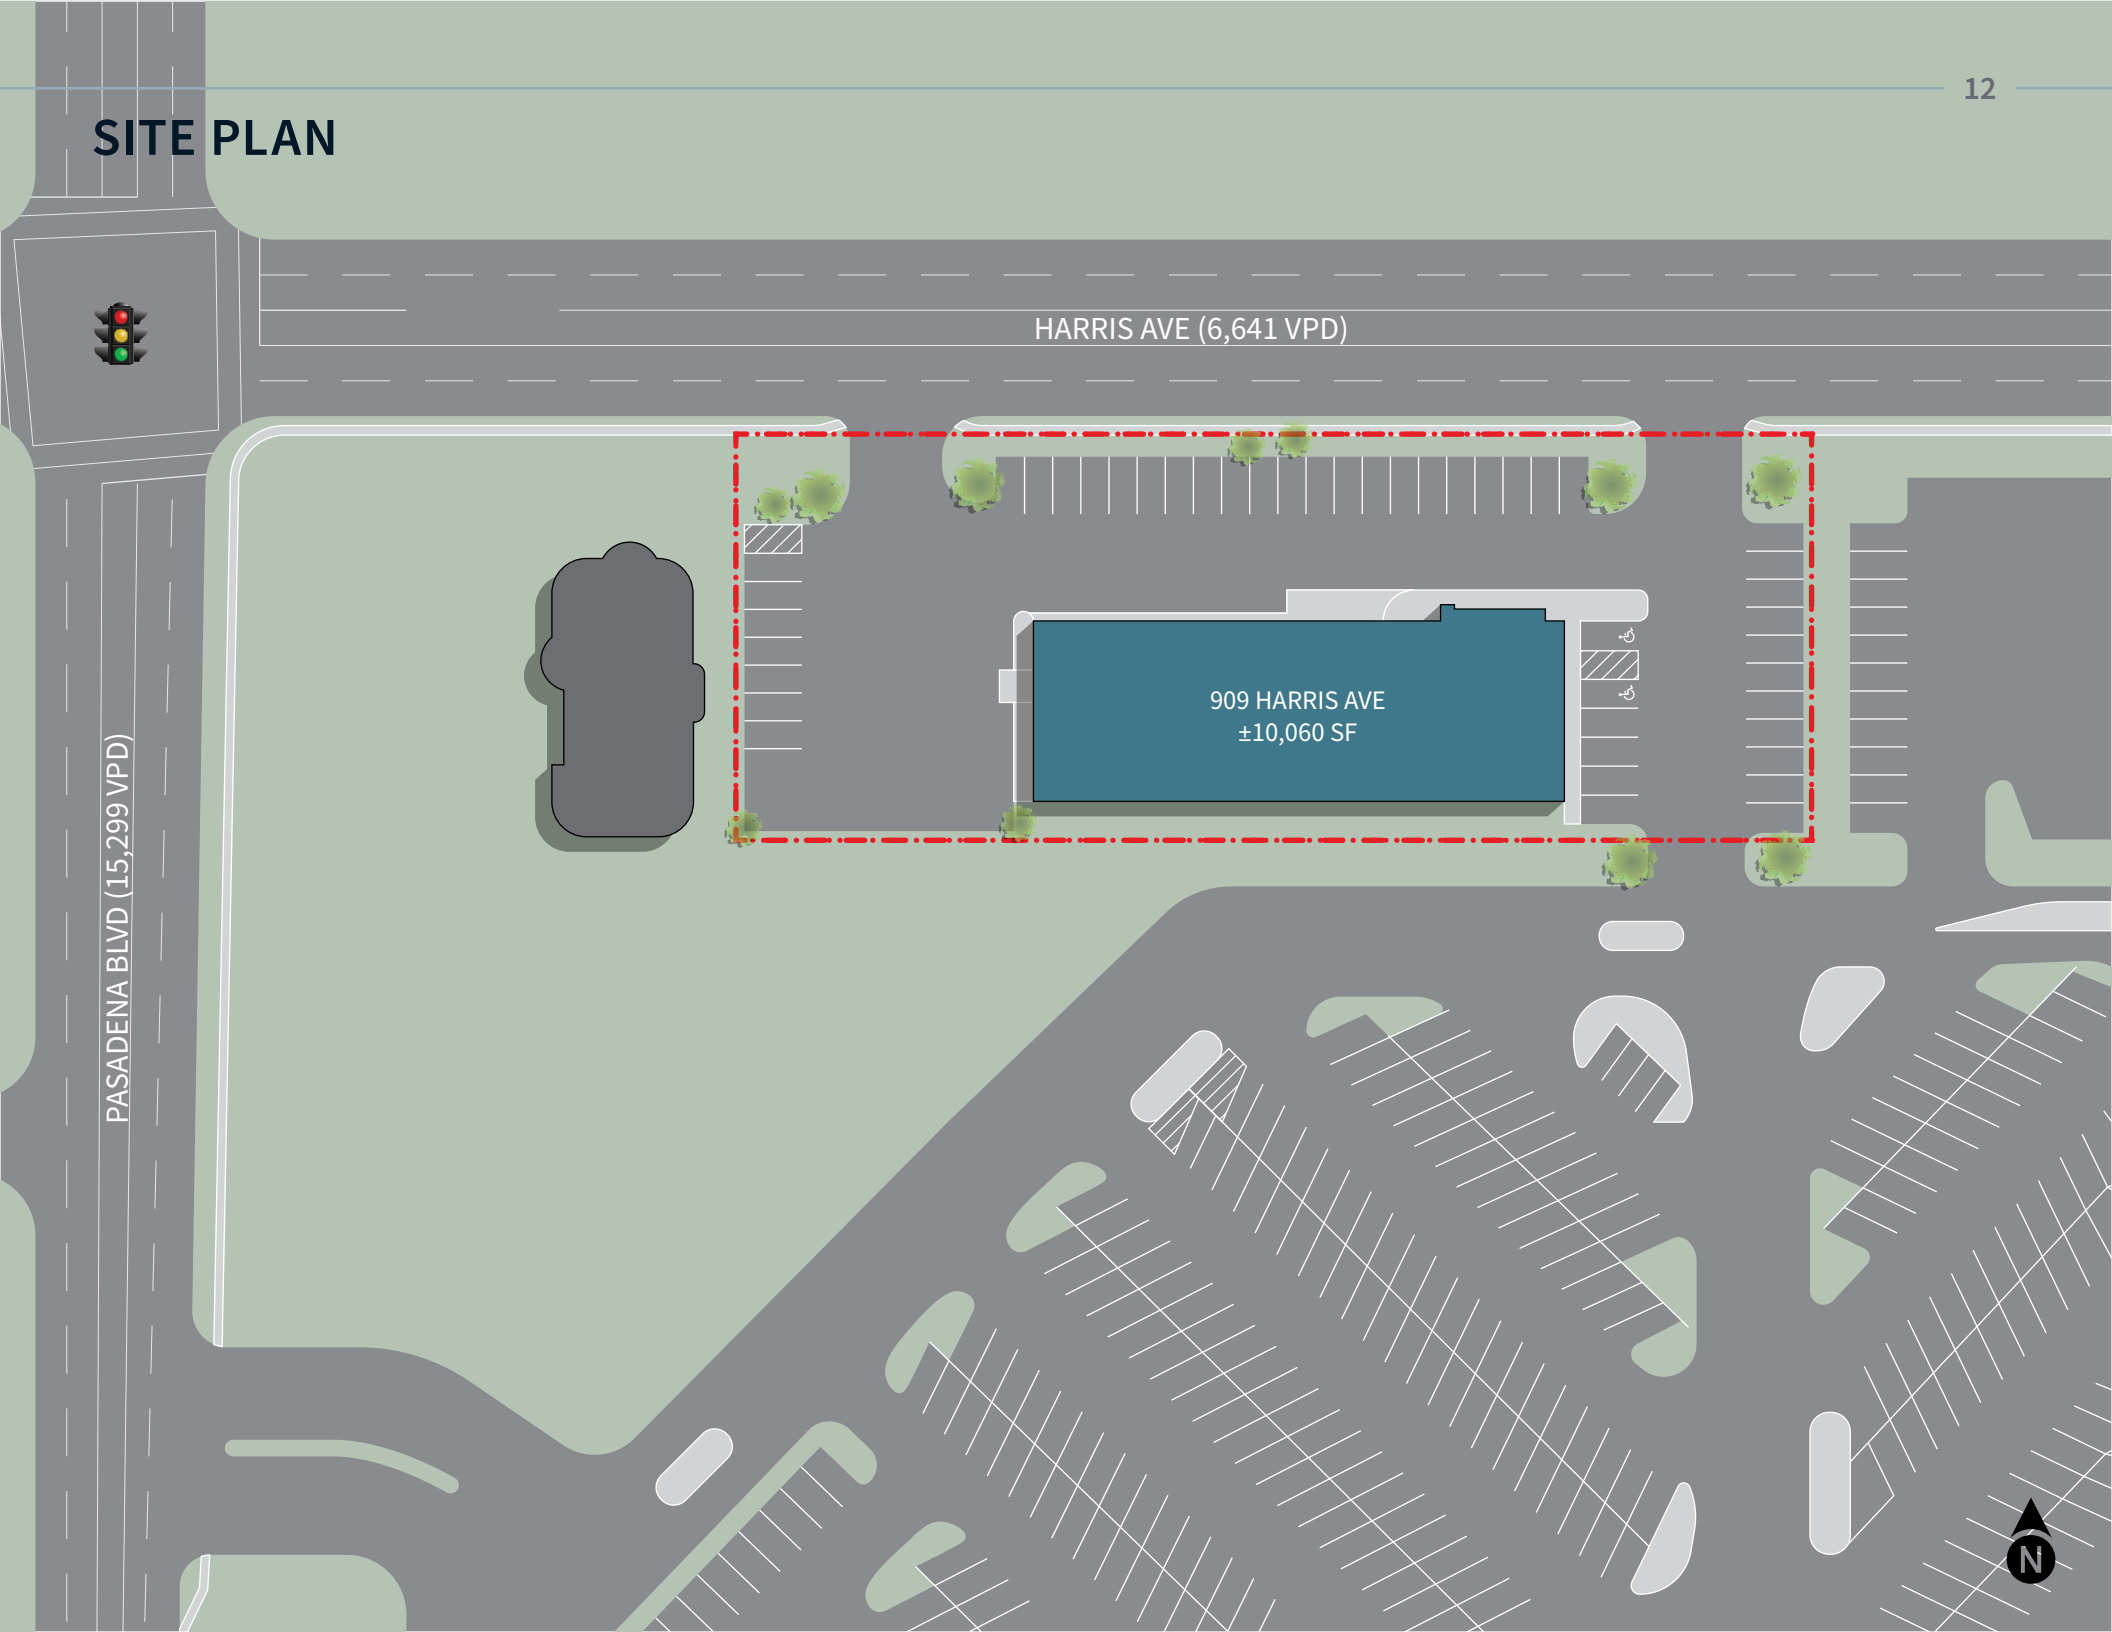 12
SITE PLAN
HARRIS AVE (6,641 VPD)
909 HARRIS AVE
±10,060 SF
PASADENA BLVD (15,299 VPD)
N